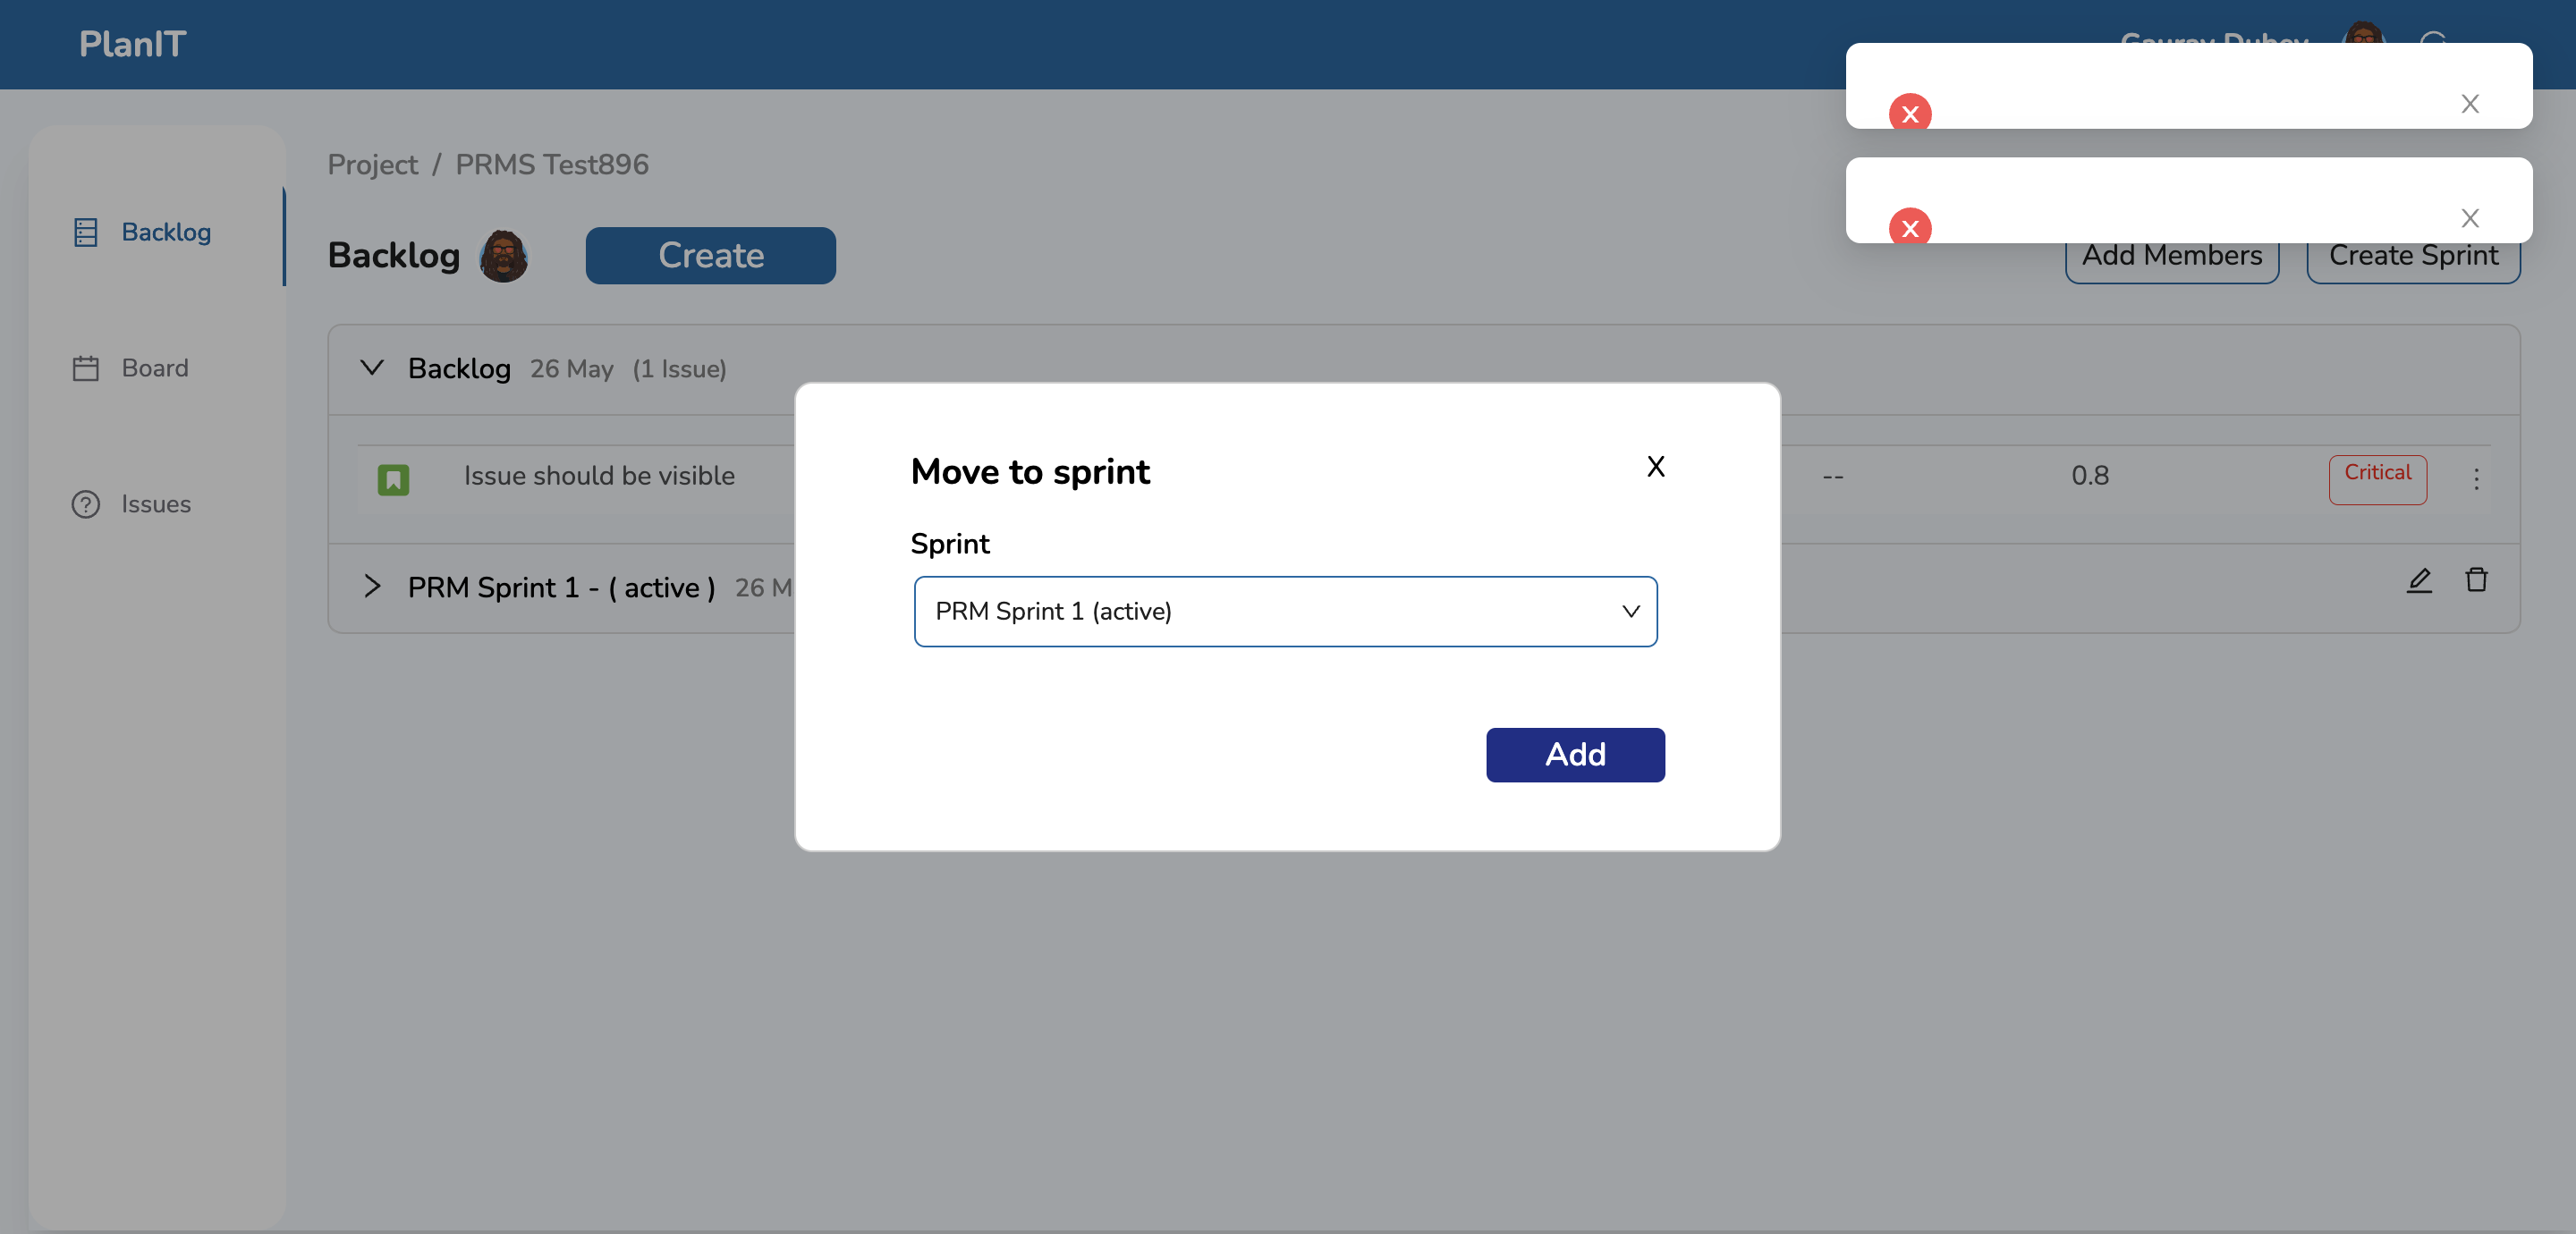 PlanIT
Project / PRMS Test896
Backlog
Board
Issues
Backlog
Create
Add Members
Create Sprint
Backlog 26 May (1 Issue)
Issue should be visible
--
0.8
Critical
PRM Sprint 1 - ( active ) 26
Move to sprint
X
Sprint
PRM Sprint 1 (active)
Add